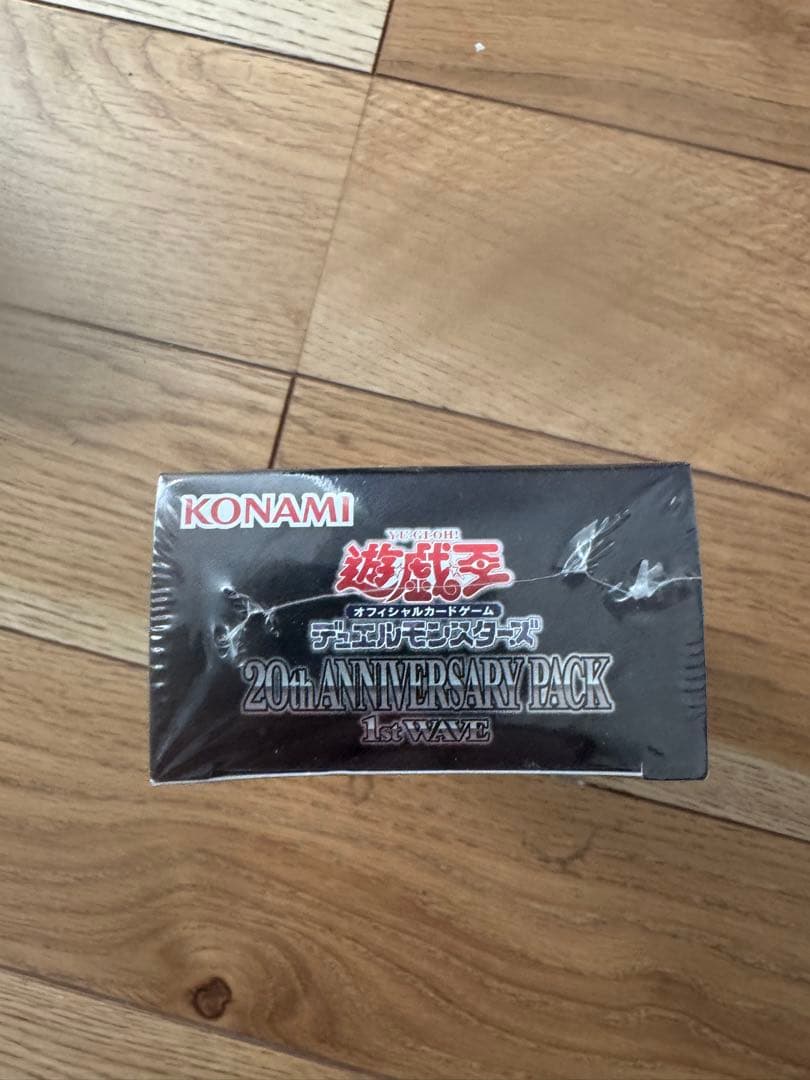 KONAMI
YU-GI-OH!
遊戯王
オフィシャルカードゲーム
デュエルモンスターズ
20th ANNIVERSARY PACK
1st WAVE